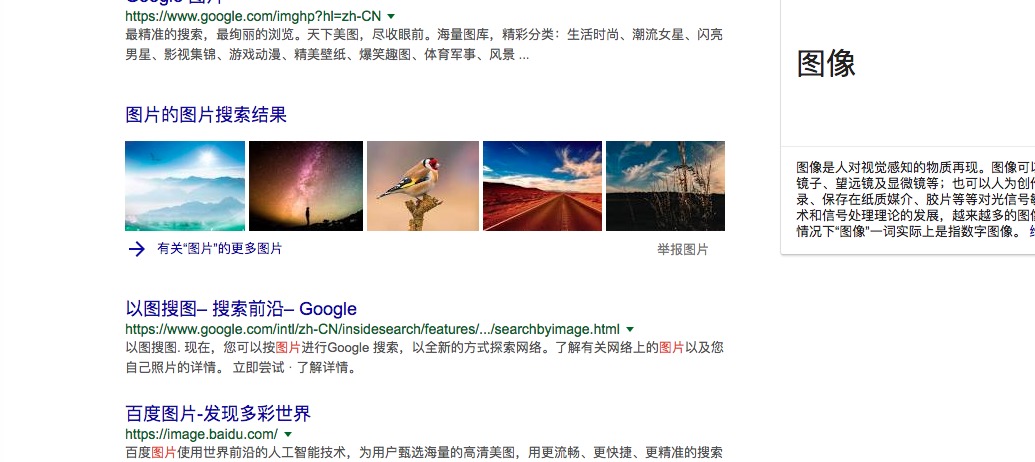 Google 图片
https://www.google.com/imghp?hl=zh-CN
最精准的搜索，最绚丽的浏览。天下美图，尽收眼前。海量图库，精彩分类：生活时尚、潮流女星、闪亮
男星、影视集锦、游戏动漫、精美壁纸、爆笑趣图、体育军事、风景 ...
图片的图片搜索结果
有关“图片”的更多图片
举报图片
以图搜图– 搜索前沿– Google
https://www.google.com/intl/zh-CN/insidesearch/features/.../searchbyimage.html
以图搜图. 现在，您可以按图片进行Google 搜索，以全新的方式探索网络。了解有关网络上的图片以及您
自己照片的详情。 立即尝试 · 了解详情。
百度图片-发现多彩世界
https://image.baidu.com/
百度图片使用世界前沿的人工智能技术，为用户甄选海量的高清美图，用更流畅、更快捷、更精准的搜索
图像
图像是人对视觉感知的物质再现。图像可以
镜子、望远镜及显微镜等；也可以人为创作
录、保存在纸质媒介、胶片等等对光信号敏
术和信号处理理论的发展，越来越多的图像
情况下“图像”一词实际上是指数字图像。